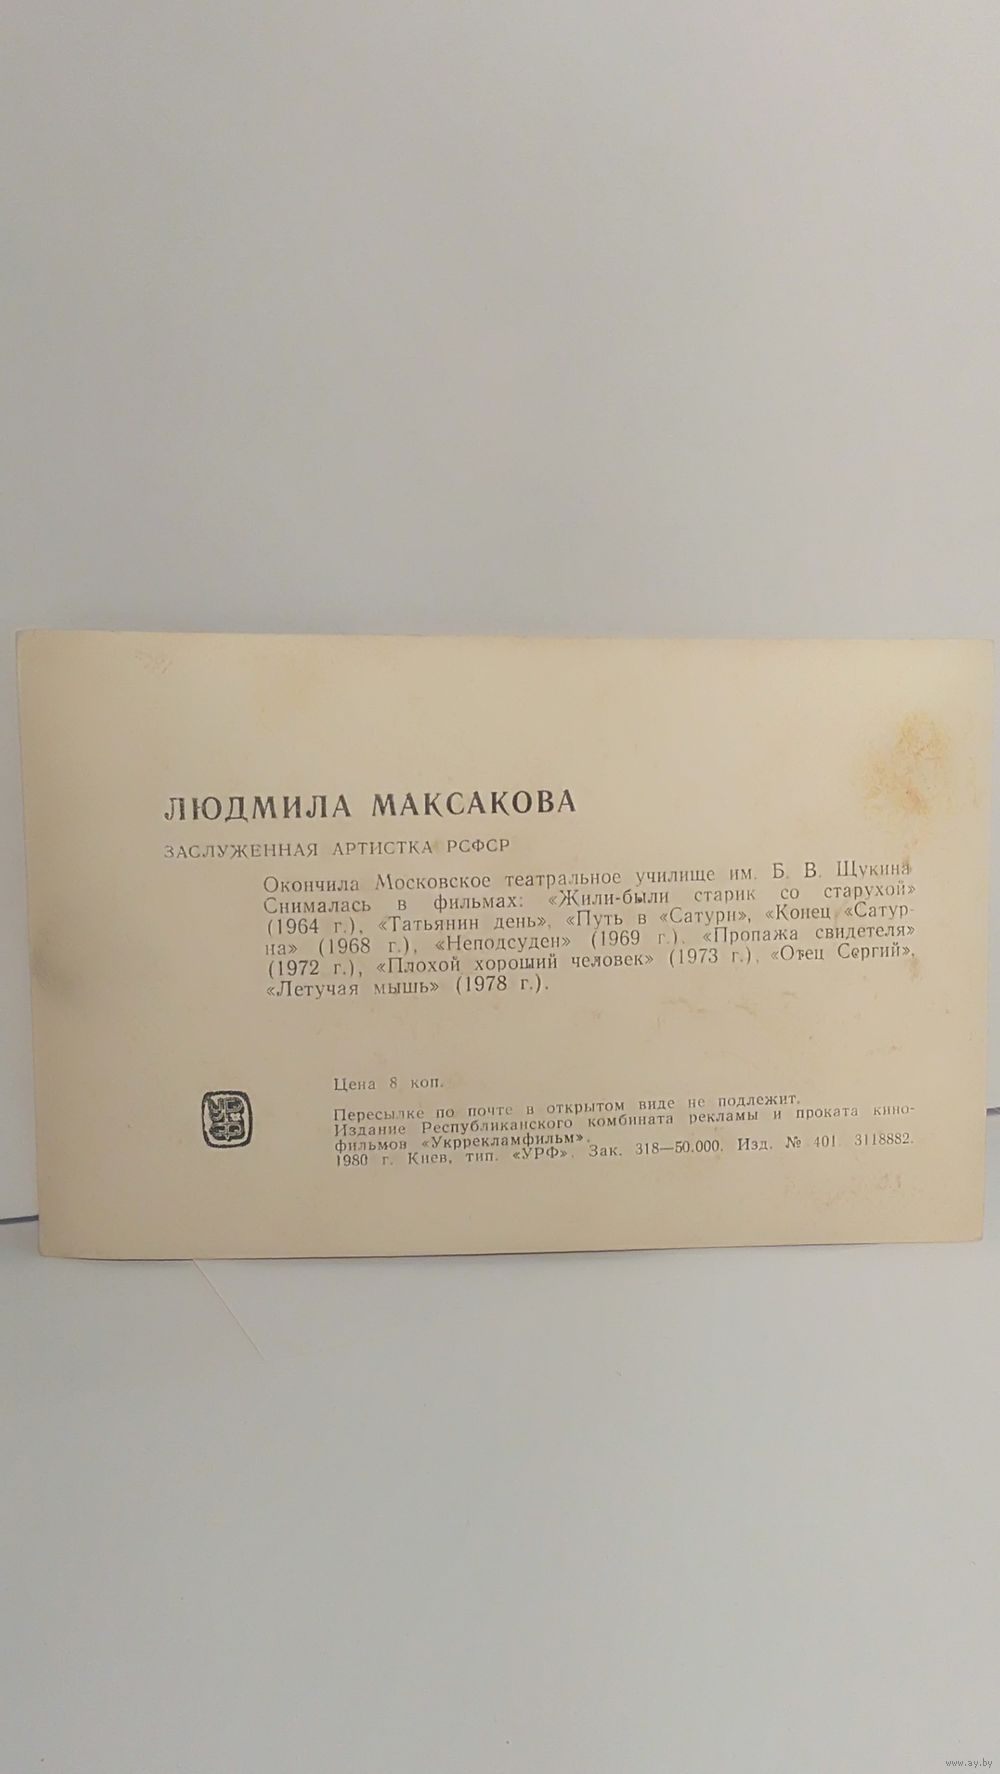 ЛЮДМИЛА МАКСАКОВА
ЗАСЛУЖЕННАЯ АРТИСТКА РСФСР
Окончила Московское театральное училище им. Б. В. Щукина
Снималась в фильмах: «Жили-были старик со старухой»
(1964 г.), «Татьянин день», «Путь в «Сатурн», «Конец «Сатур-
на» (1968 г.), «Неподсуден» (1969 г.), «Пропажа свидетеля»
(1972 г.), «Плохой хороший человек» (1973 г.), «Отец Сергий»,
«Летучая мышь» (1978 г.).
Цена 8 коп.
Пересылке по почте в открытом виде не подлежит.
Издание Республиканского комбината рекламы и проката кино-
фильмов «Укррекламфильм».
1980 г. Киев, тип. «УРФ». Зак. 318—50.000. Изд. № 401 3118882.
www.ay.by